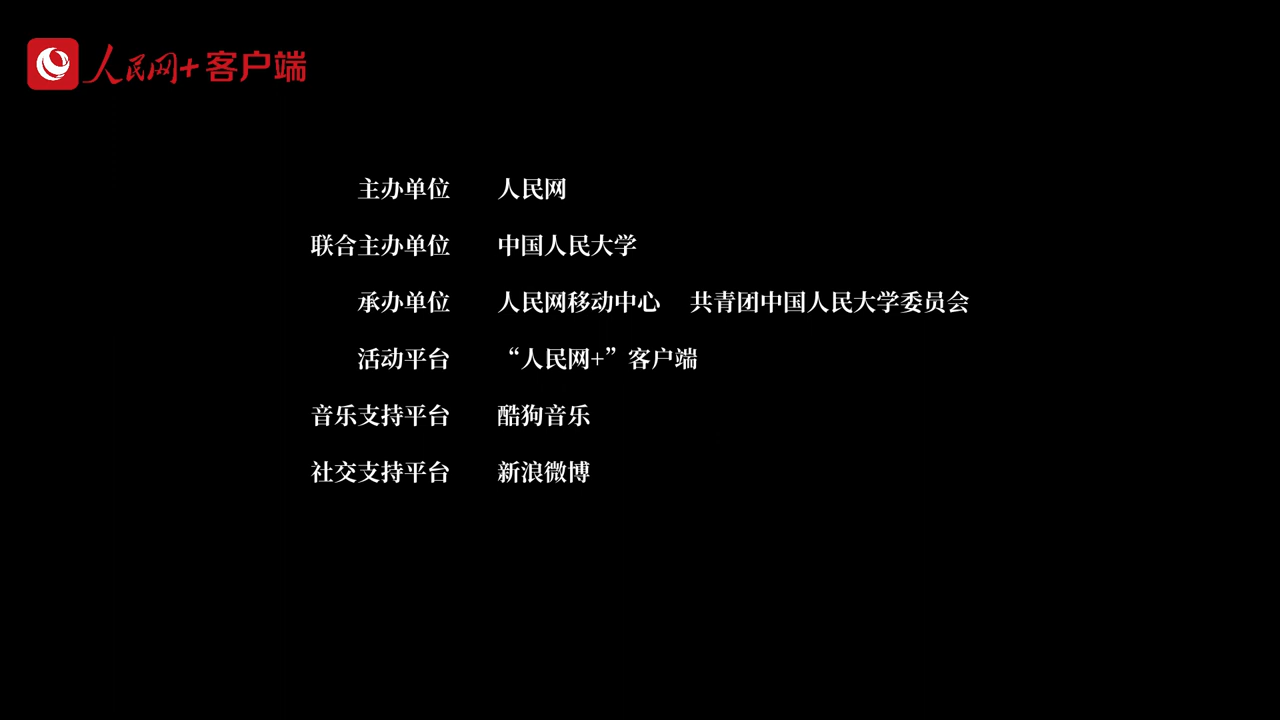 人民网+客户端
主办单位 人民网
联合主办单位 中国人民大学
承办单位 人民网移动中心 共青团中国人民大学委员会
活动平台 “人民网+”客户端
音乐支持平台 酷狗音乐
社交支持平台 新浪微博